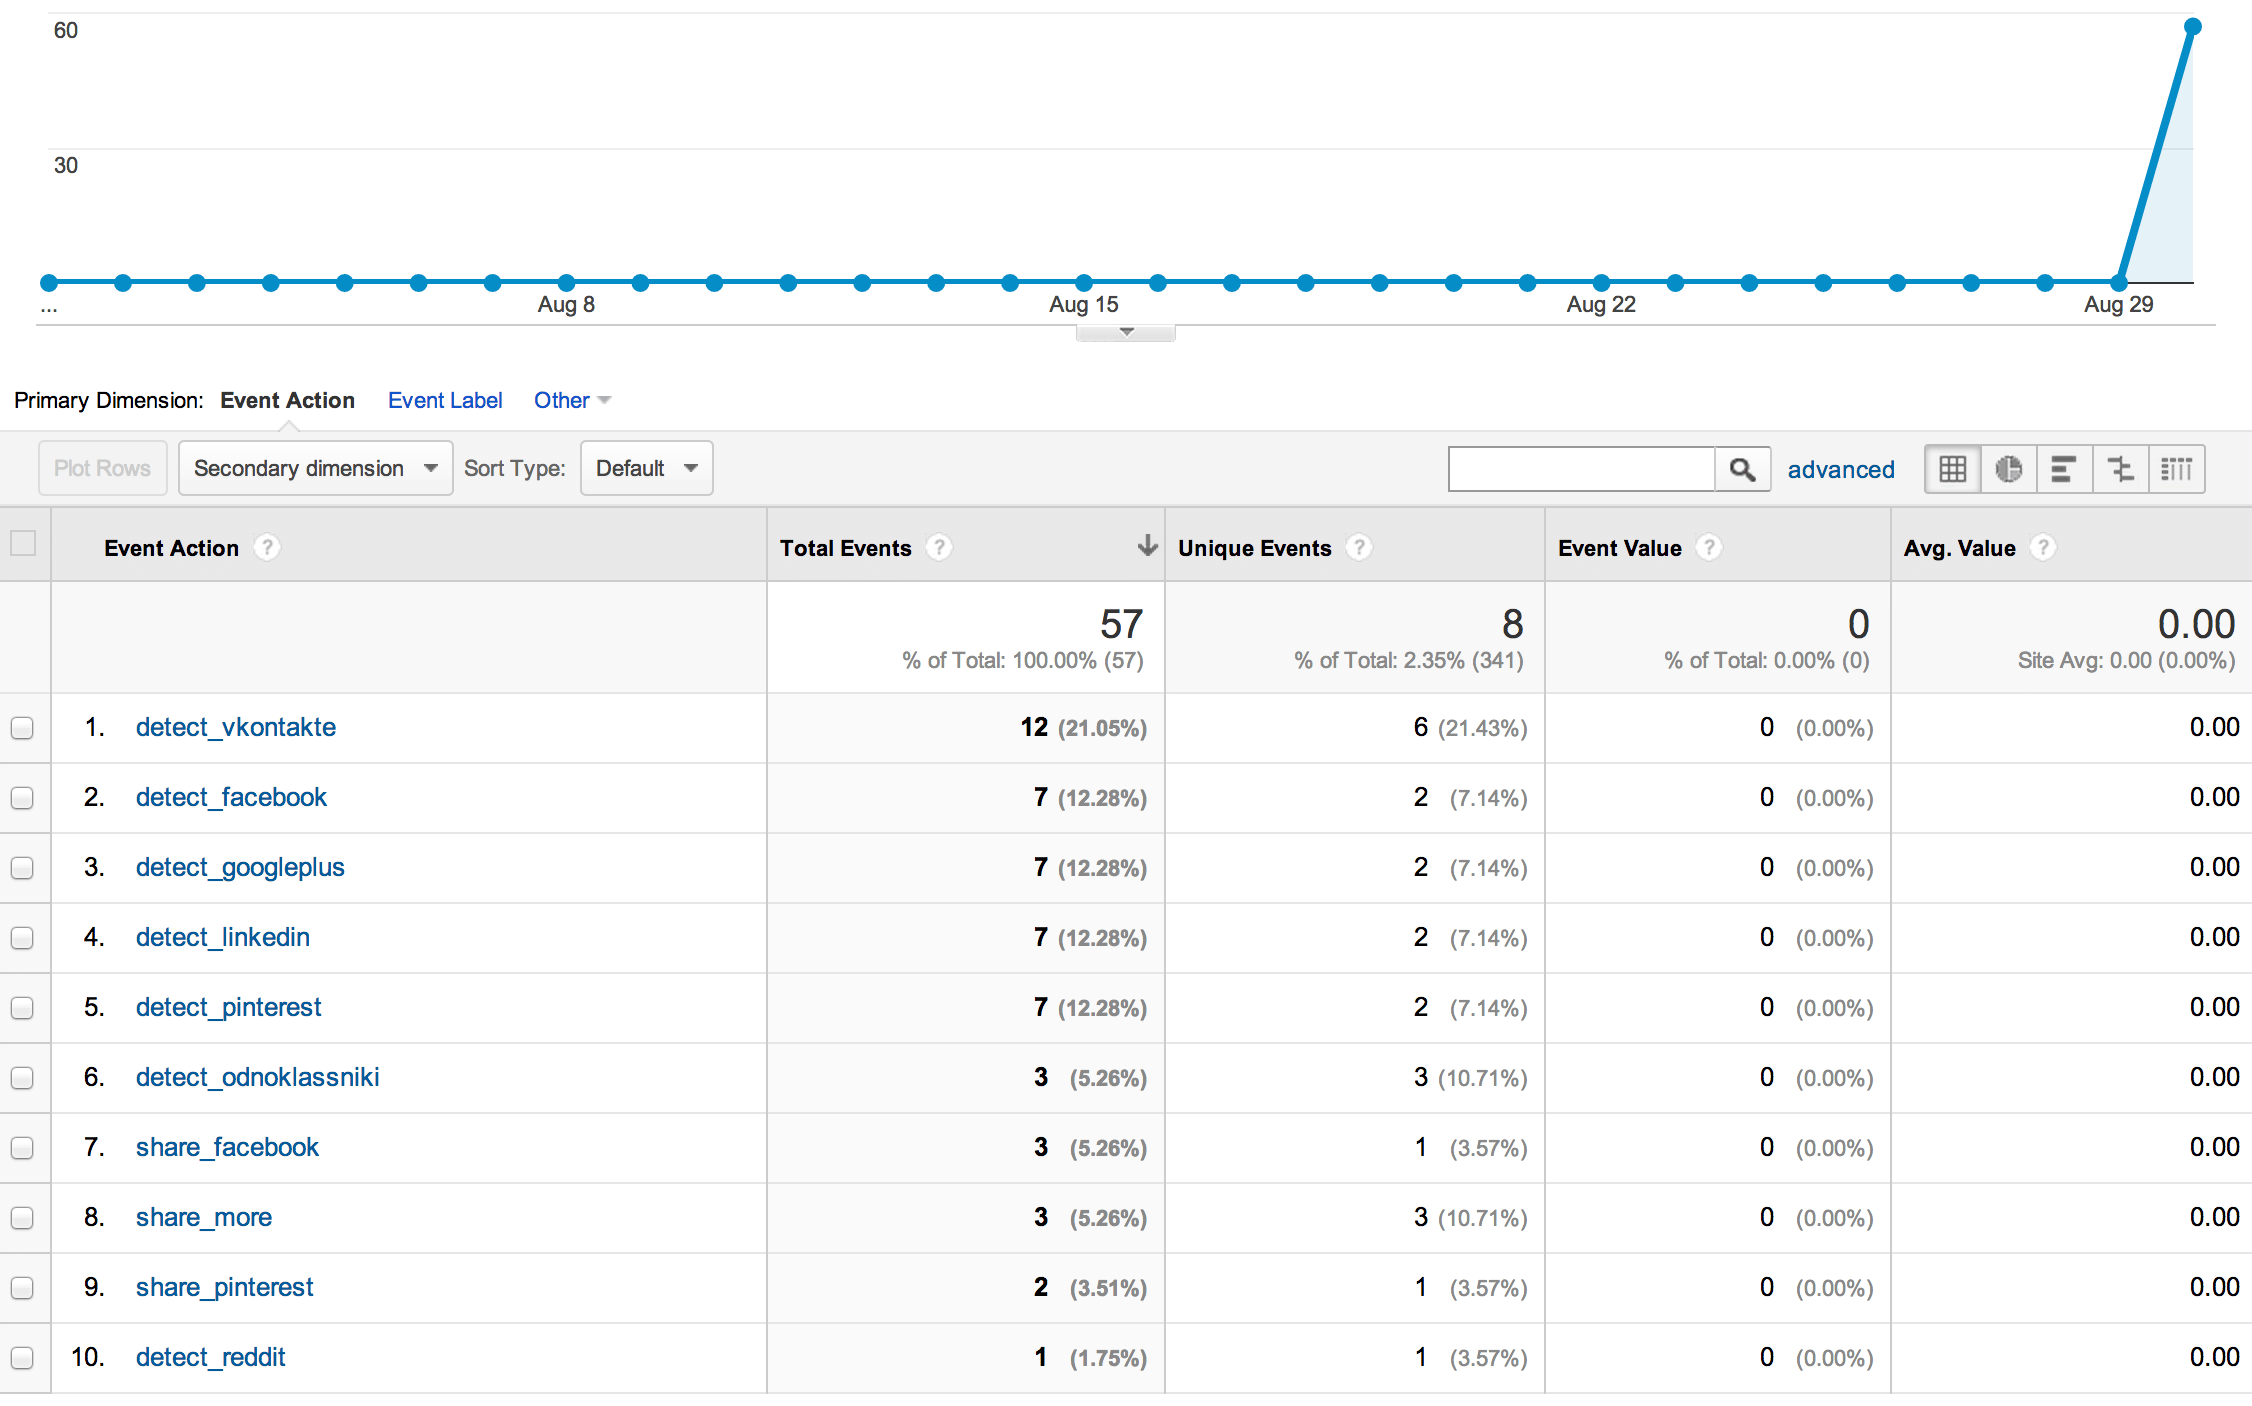 60
30
...
Aug 8
Aug 15
Aug 22
Aug 29
Primary Dimension: Event Action Event Label Other
Plot Rows Secondary dimension Sort Type: Default advanced
Event Action ? Total Events ? Unique Events ? Event Value ? Avg. Value ?
57 8 0 0.00
% of Total: 100.00% (57) % of Total: 2.35% (341) % of Total: 0.00% (0) Site Avg: 0.00 (0.00%)
1. detect_vkontakte 12 (21.05%) 6 (21.43%) 0 (0.00%) 0.00
2. detect_facebook 7 (12.28%) 2 (7.14%) 0 (0.00%) 0.00
3. detect_googleplus 7 (12.28%) 2 (7.14%) 0 (0.00%) 0.00
4. detect_linkedin 7 (12.28%) 2 (7.14%) 0 (0.00%) 0.00
5. detect_pinterest 7 (12.28%) 2 (7.14%) 0 (0.00%) 0.00
6. detect_odnoklassniki 3 (5.26%) 3 (10.71%) 0 (0.00%) 0.00
7. share_facebook 3 (5.26%) 1 (3.57%) 0 (0.00%) 0.00
8. share_more 3 (5.26%) 3 (10.71%) 0 (0.00%) 0.00
9. share_pinterest 2 (3.51%) 1 (3.57%) 0 (0.00%) 0.00
10. detect_reddit 1 (1.75%) 1 (3.57%) 0 (0.00%) 0.00